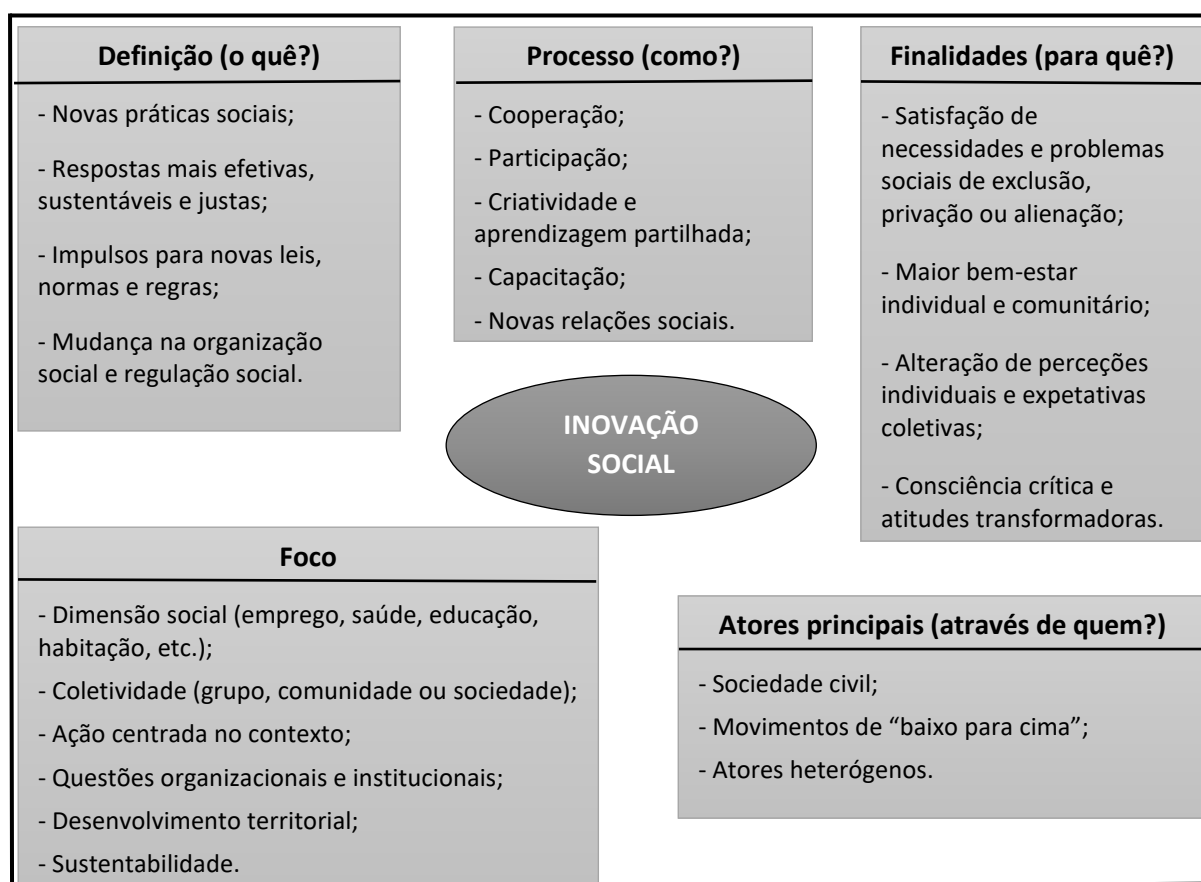 Definição (o quê?)
- Novas práticas sociais;
- Respostas mais efetivas,
sustentáveis e justas;
- Impulsos para novas leis,
normas e regras;
- Mudança na organização
social e regulação social.
Processo (como?)
- Cooperação;
- Participação;
- Criatividade e
aprendizagem partilhada;
- Capacitação;
- Novas relações sociais.
Finalidades (para quê?)
- Satisfação de
necessidades e problemas
sociais de exclusão,
privação ou alienação;
- Maior bem-estar
individual e comunitário;
- Alteração de perceções
individuais e expetativas
coletivas;
- Consciência crítica e
atitudes transformadoras.
INOVAÇÃO
SOCIAL
Foco
- Dimensão social (emprego, saúde, educação,
habitação, etc.);
- Coletividade (grupo, comunidade ou sociedade);
- Ação centrada no contexto;
- Questões organizacionais e institucionais;
- Desenvolvimento territorial;
- Sustentabilidade.
Atores principais (através de quem?)
- Sociedade civil;
- Movimentos de “baixo para cima”;
- Atores heterógenos.